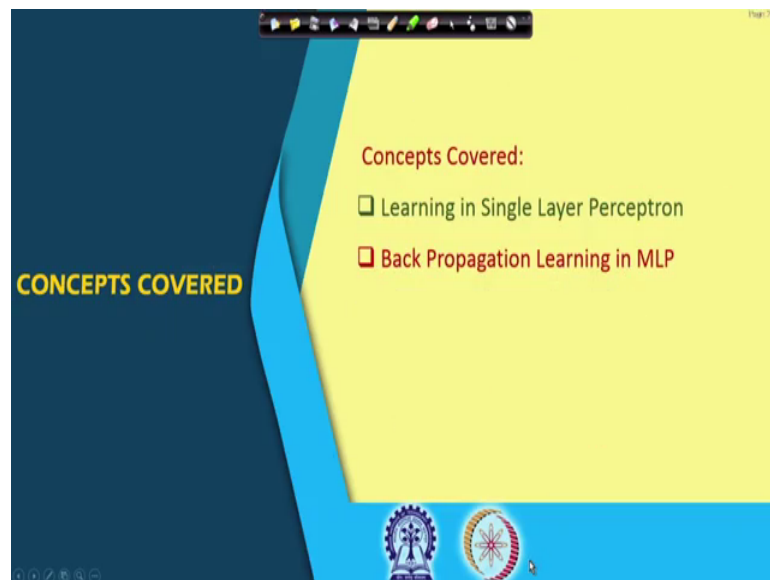 CONCEPTS COVERED
Concepts Covered:
Learning in Single Layer Perceptron
Back Propagation Learning in MLP